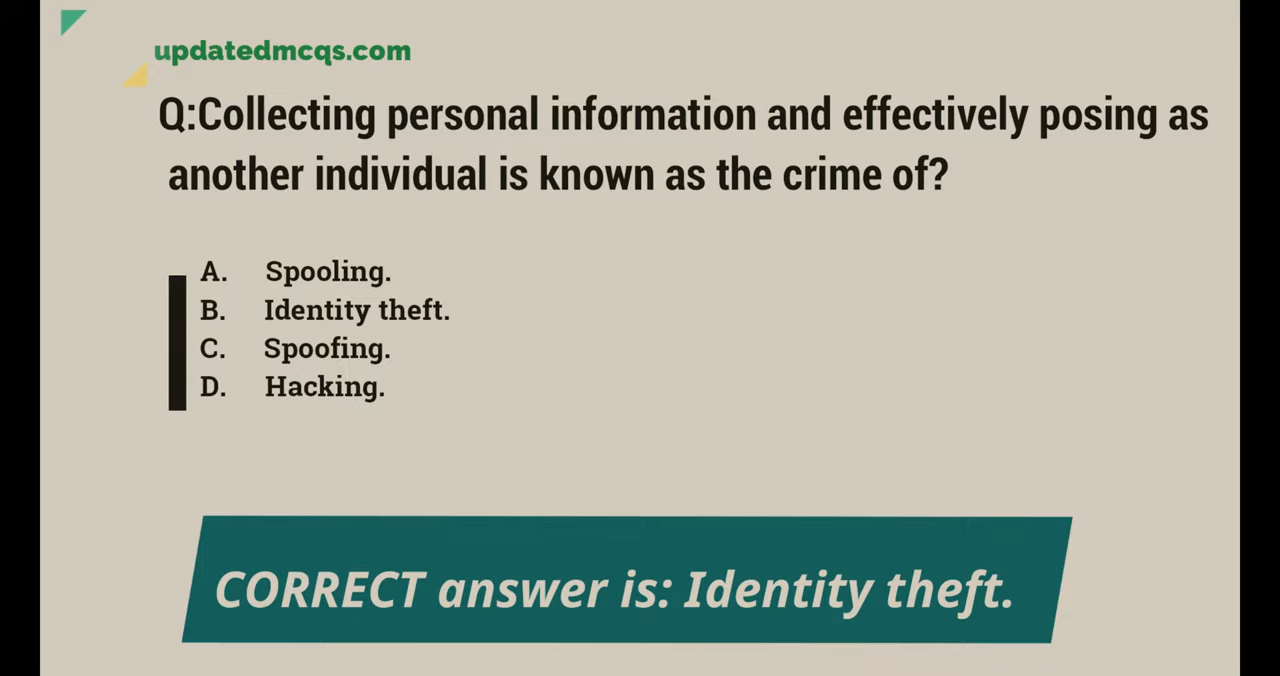 updatedmcqs.com
Q:Collecting personal information and effectively posing as
another individual is known as the crime of?
A. Spooling.
B. Identity theft.
C. Spoofing.
D. Hacking.
CORRECT answer is: Identity theft.